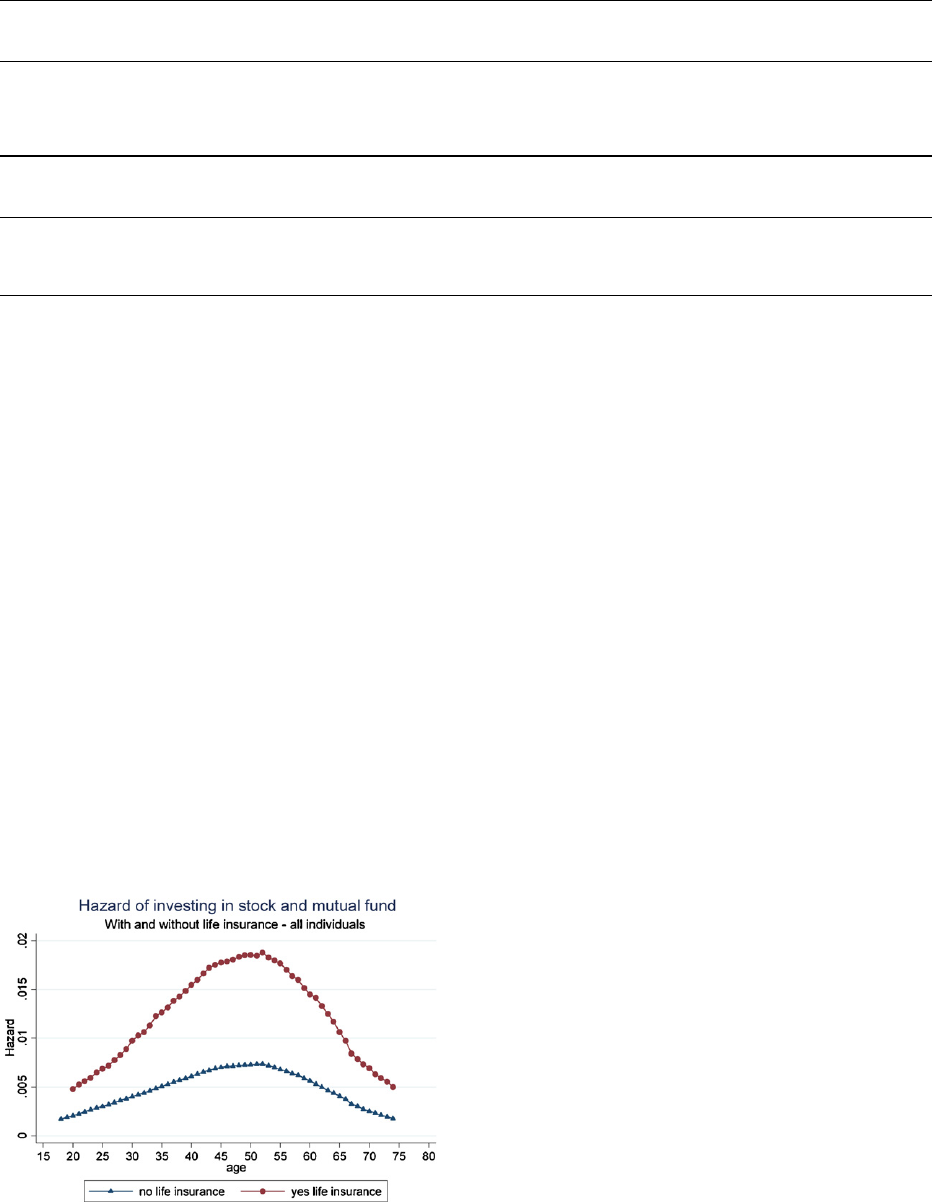 Hazard of investing in stock and mutual fund
With and without life insurance - all individuals
.02
.015
.01
.005
0
Hazard
15 20 25 30 35 40 45 50 55 60 65 70 75 80
age
no life insurance yes life insurance